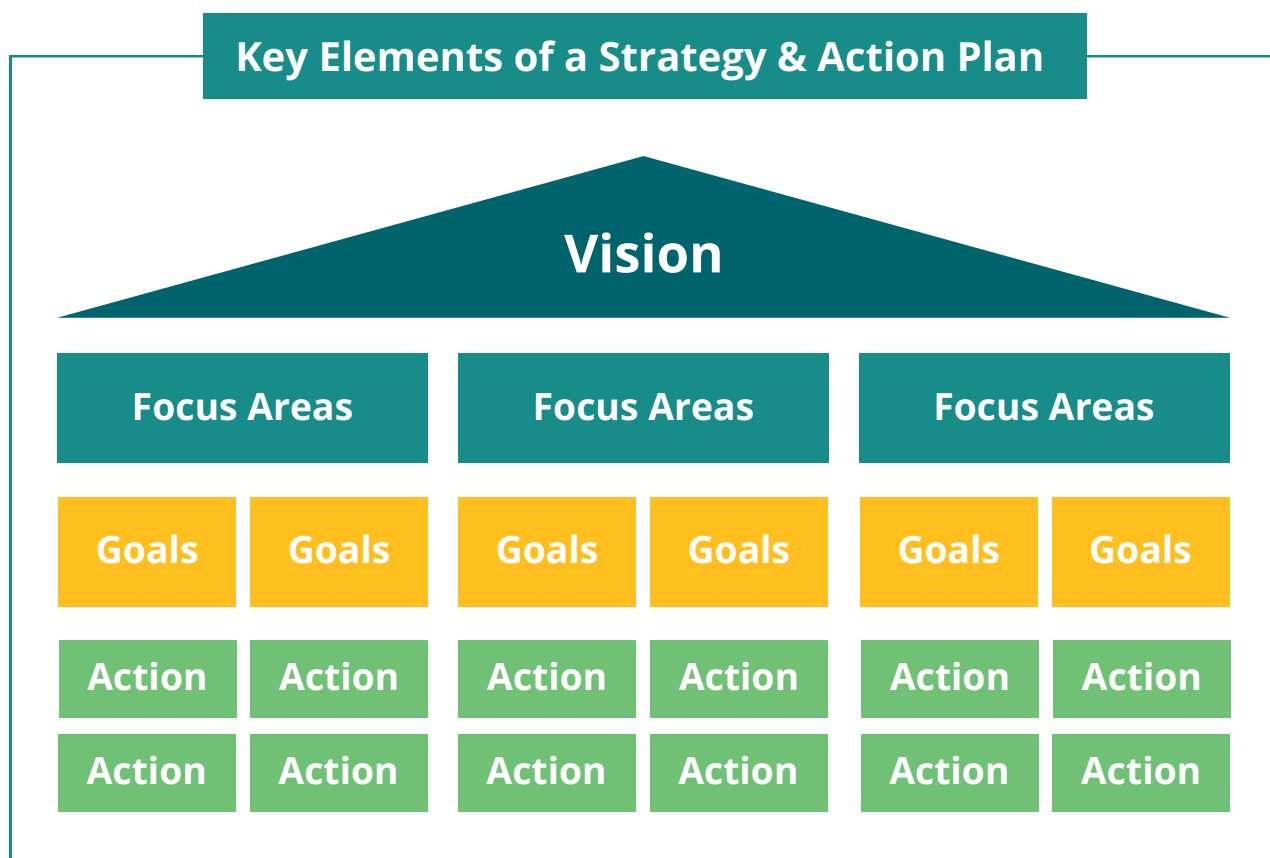 Key Elements of a Strategy & Action Plan
Vision
Focus Areas Focus Areas Focus Areas
Goals Goals Goals Goals Goals Goals
Action Action Action Action Action Action
Action Action Action Action Action Action